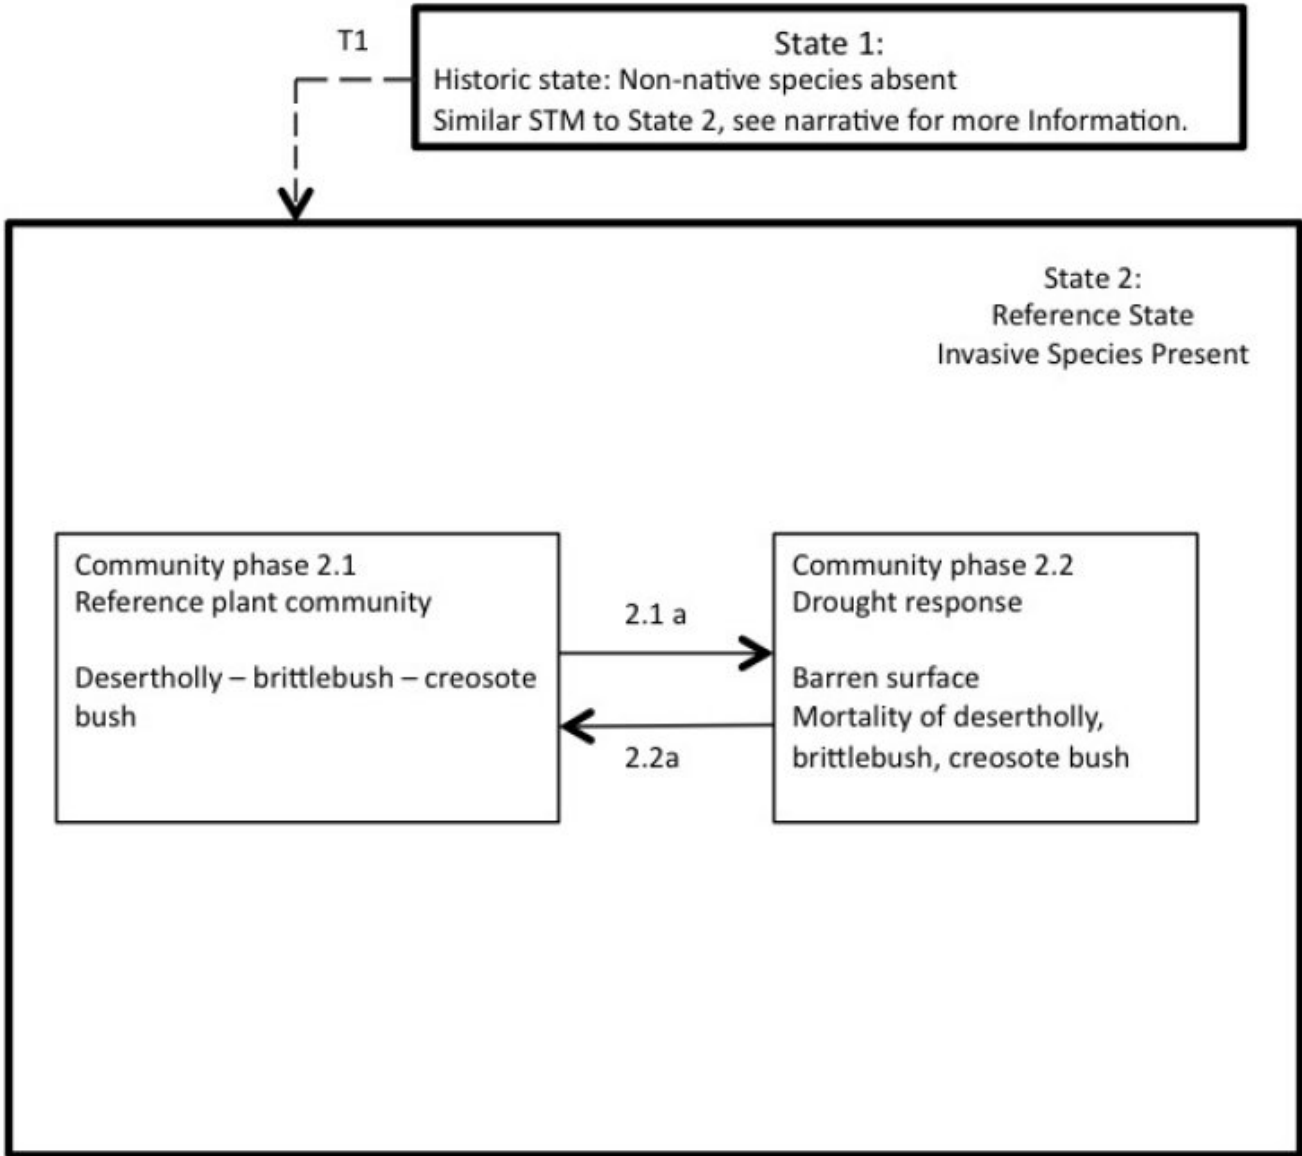 T1
State 1:
Historic state: Non-native species absent
Similar STM to State 2, see narrative for more Information.
State 2:
Reference State
Invasive Species Present
Community phase 2.1
Reference plant community
Desertholly – brittlebush – creosote
bush
2.1 a
2.2a
Community phase 2.2
Drought response
Barren surface
Mortality of desertholly,
brittlebush, creosote bush